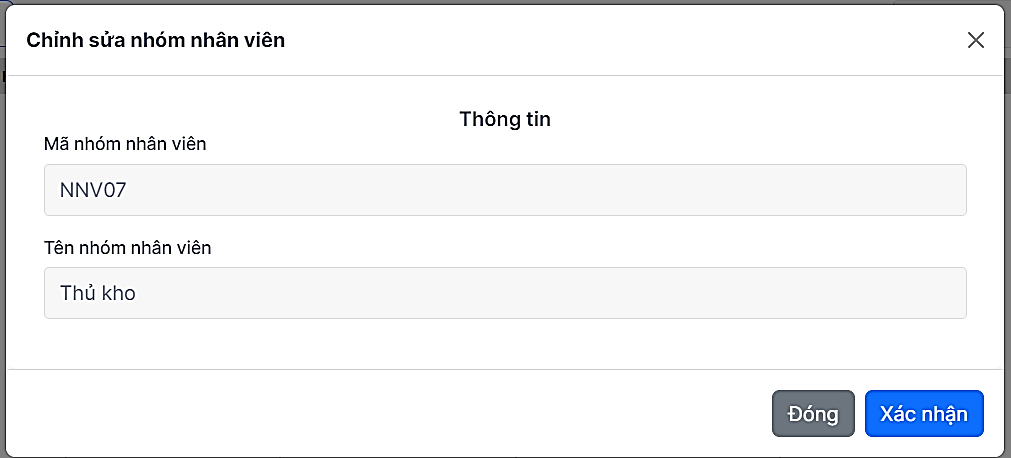 Chỉnh sửa nhóm nhân viên
Thông tin
Mã nhóm nhân viên
NNV07
Tên nhóm nhân viên
Thủ kho
Đóng
Xác nhận